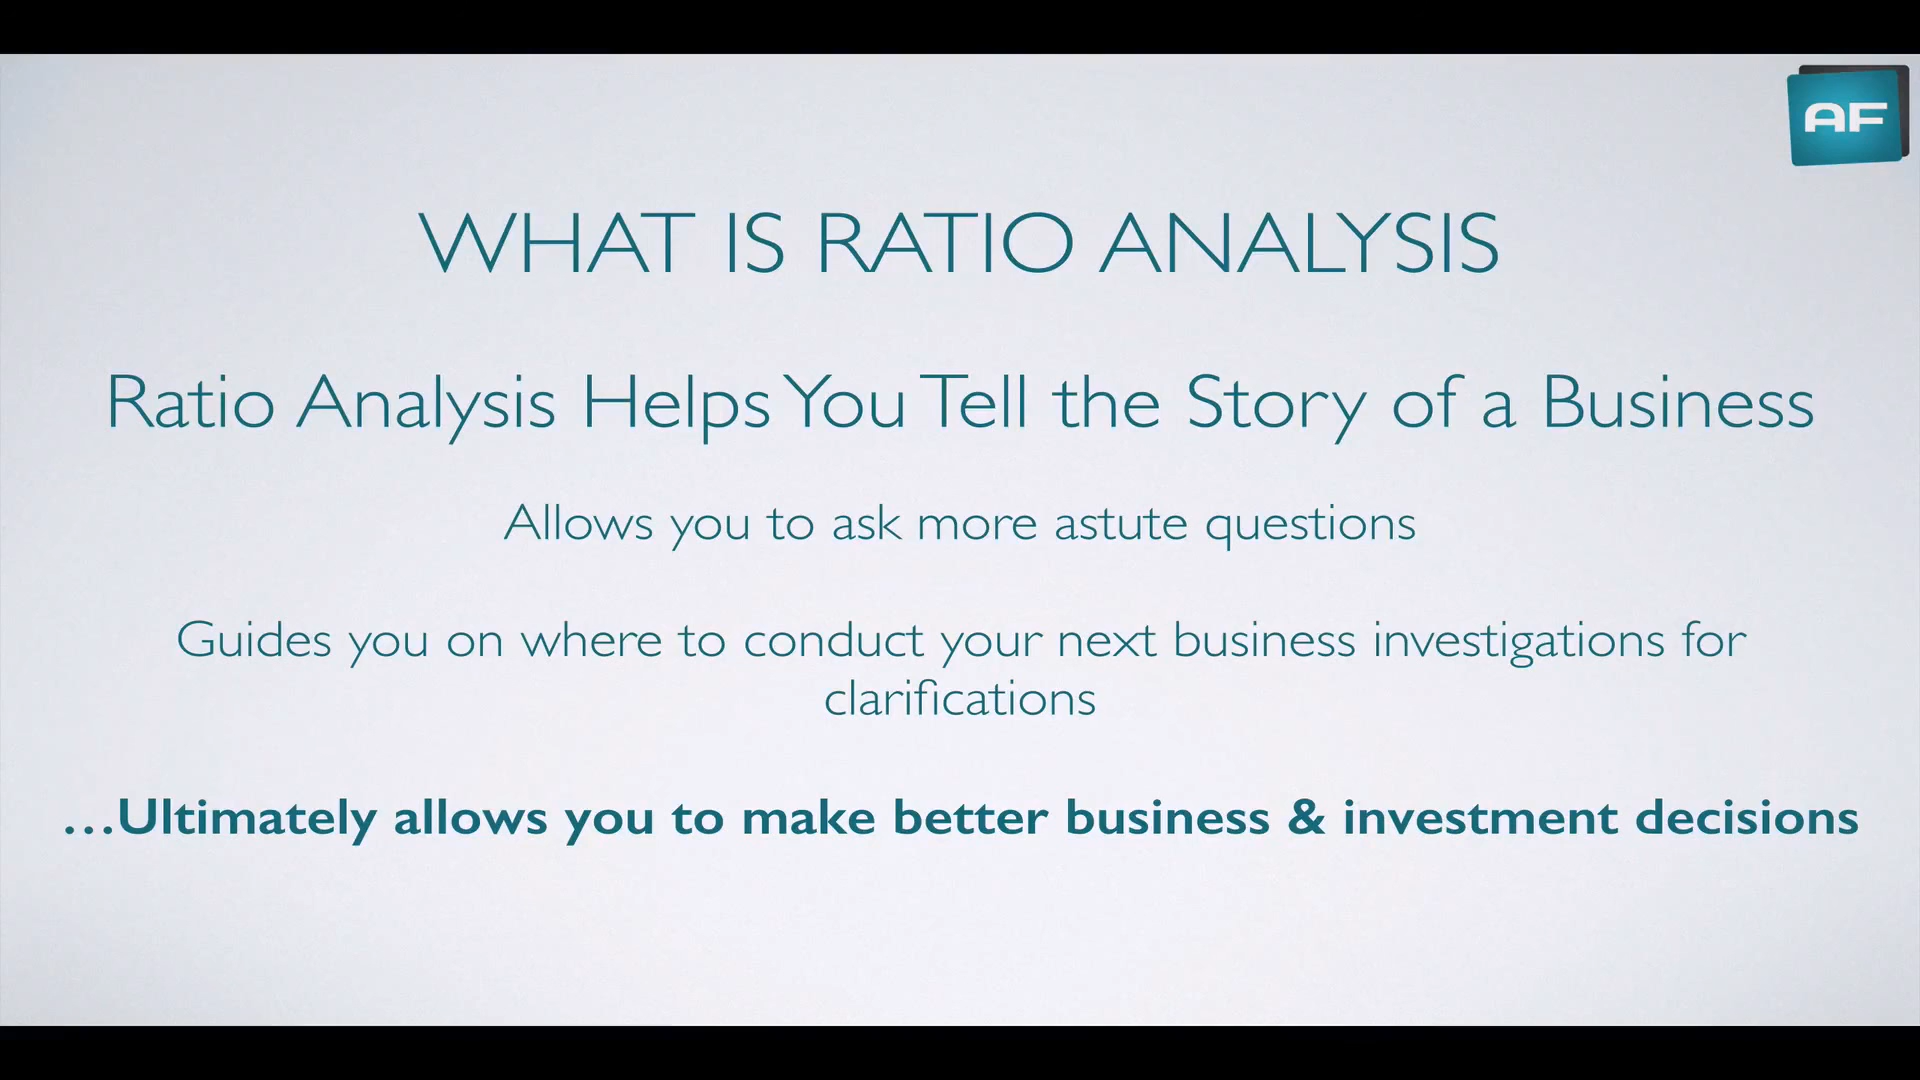 AF
WHAT IS RATIO ANALYSIS
Ratio Analysis Helps You Tell the Story of a Business
Allows you to ask more astute questions
Guides you on where to conduct your next business investigations for
clarifications
...Ultimately allows you to make better business & investment decisions